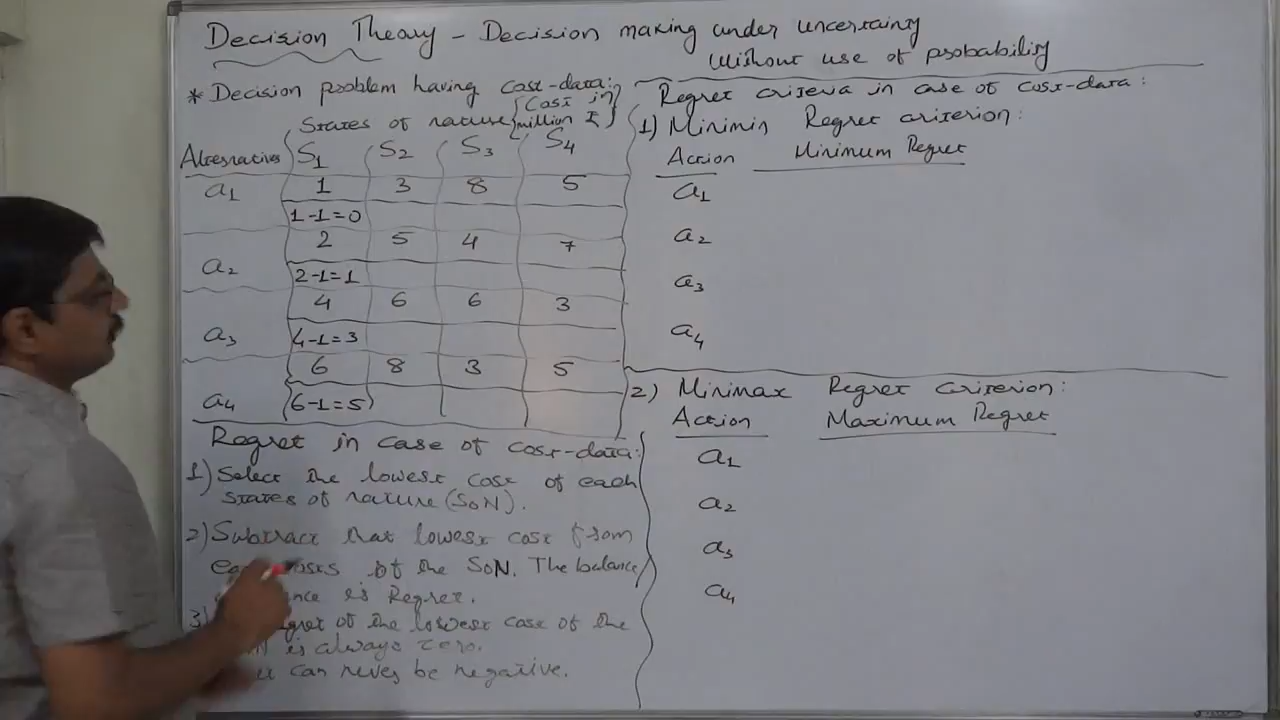 Decision Theory - Decision making under uncertainty
without use of probability
* Decision problem having cost-data:
States of nature {Cost in million ₹}
Alternatives S1 S2 S3 S4
a1 1 3 8 5
1-1=0
a2 2 5 4 7
2-1=1
a3 4 6 6 3
4-1=3
a4 6 8 3 5
6-1=5
Regret in case of cost-data:
1) Select the lowest cost of each
states of nature (SoN).
2) Subtract that lowest cost from
costs of the SoN. The balance
is Regret.
3) of the lowest cost of the
is always zero.
can never be negative.
Regret criteria in case of cost-data:
1) Minimin Regret criterion:
Action Minimum Regret
a1
a2
a3
a4
2) Minimax Regret criterion:
Action Maximum Regret
a1
a2
a3
a4